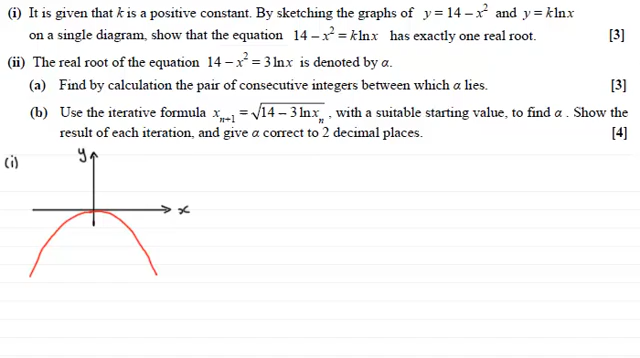 (i) It is given that k is a positive constant. By sketching the graphs of y = 14 − x² and y = k ln x
on a single diagram, show that the equation 14 − x² = k ln x has exactly one real root. [3]
(ii) The real root of the equation 14 − x² = 3 ln x is denoted by α.
(a) Find by calculation the pair of consecutive integers between which α lies. [3]
(b) Use the iterative formula xₙ₊₁ = √(14 − 3 ln xₙ), with a suitable starting value, to find α. Show the
result of each iteration, and give α correct to 2 decimal places. [4]
(i)
y
x